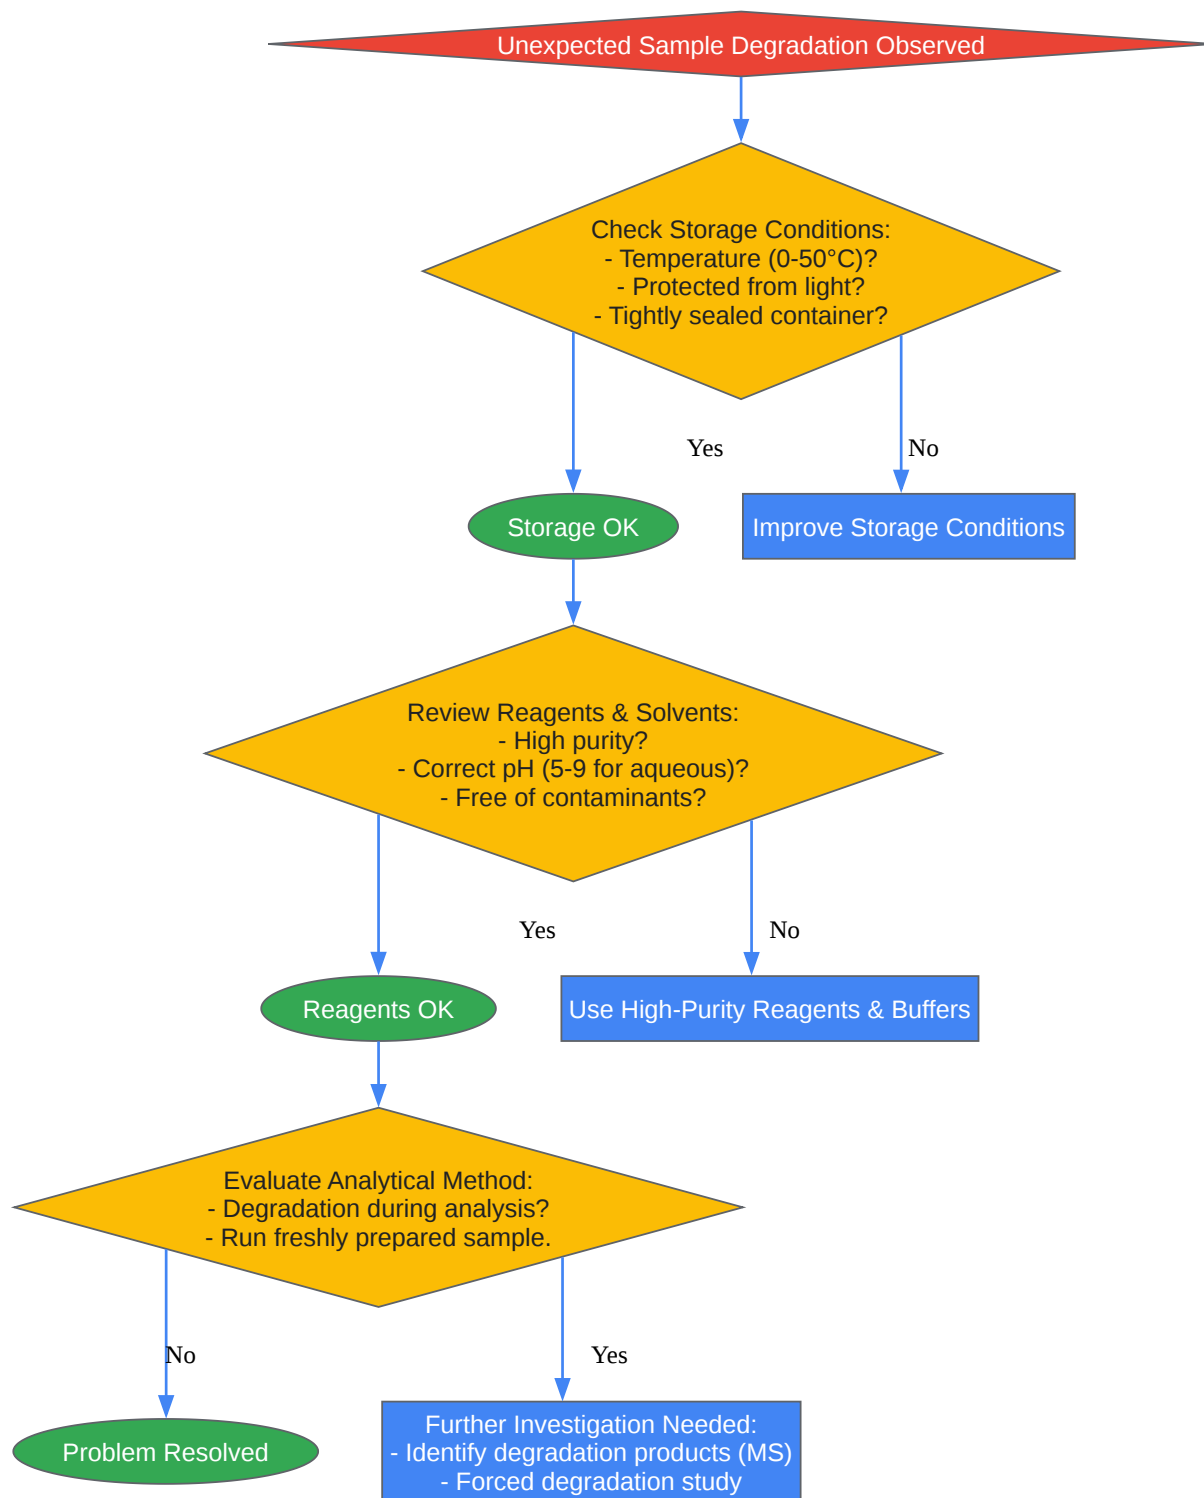 Unexpected Sample Degradation Observed
Check Storage Conditions:
- Temperature (0-50°C)?
- Protected from light?
- Tightly sealed container?
Yes
No
Storage OK
Improve Storage Conditions
Review Reagents & Solvents:
- High purity?
- Correct pH (5-9 for aqueous)?
- Free of contaminants?
Yes
No
Reagents OK
Use High-Purity Reagents & Buffers
Evaluate Analytical Method:
- Degradation during analysis?
- Run freshly prepared sample.
No
Yes
Problem Resolved
Further Investigation Needed:
- Identify degradation products (MS)
- Forced degradation study